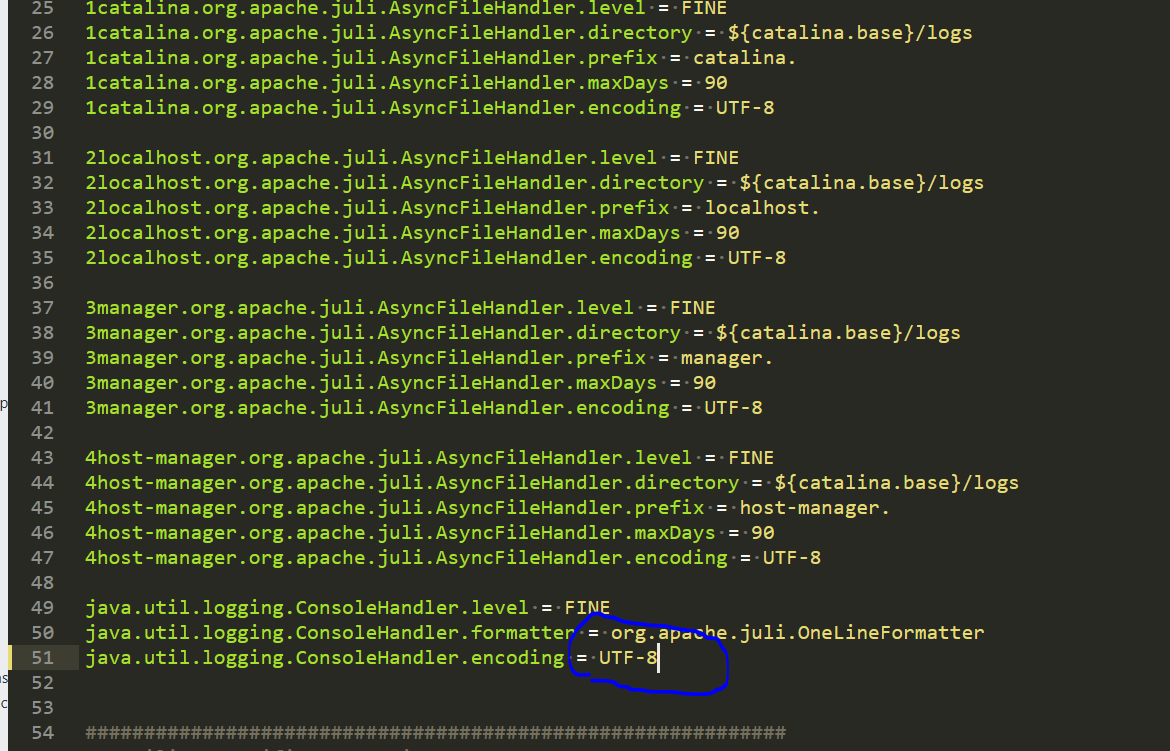 25 1catalina.org.apache.juli.AsyncFileHandler.level = FINE
26 1catalina.org.apache.juli.AsyncFileHandler.directory = ${catalina.base}/logs
27 1catalina.org.apache.juli.AsyncFileHandler.prefix = catalina.
28 1catalina.org.apache.juli.AsyncFileHandler.maxDays = 90
29 1catalina.org.apache.juli.AsyncFileHandler.encoding = UTF-8
30
31 2localhost.org.apache.juli.AsyncFileHandler.level = FINE
32 2localhost.org.apache.juli.AsyncFileHandler.directory = ${catalina.base}/logs
33 2localhost.org.apache.juli.AsyncFileHandler.prefix = localhost.
34 2localhost.org.apache.juli.AsyncFileHandler.maxDays = 90
35 2localhost.org.apache.juli.AsyncFileHandler.encoding = UTF-8
36
37 3manager.org.apache.juli.AsyncFileHandler.level = FINE
38 3manager.org.apache.juli.AsyncFileHandler.directory = ${catalina.base}/logs
39 3manager.org.apache.juli.AsyncFileHandler.prefix = manager.
40 3manager.org.apache.juli.AsyncFileHandler.maxDays = 90
41 3manager.org.apache.juli.AsyncFileHandler.encoding = UTF-8
42
43 4host-manager.org.apache.juli.AsyncFileHandler.level = FINE
44 4host-manager.org.apache.juli.AsyncFileHandler.directory = ${catalina.base}/logs
45 4host-manager.org.apache.juli.AsyncFileHandler.prefix = host-manager.
46 4host-manager.org.apache.juli.AsyncFileHandler.maxDays = 90
47 4host-manager.org.apache.juli.AsyncFileHandler.encoding = UTF-8
48
49 java.util.logging.ConsoleHandler.level = FINE
50 java.util.logging.ConsoleHandler.formatter = org.apache.juli.OneLineFormatter
51 java.util.logging.ConsoleHandler.encoding = UTF-8
52
53
54 ############################################################